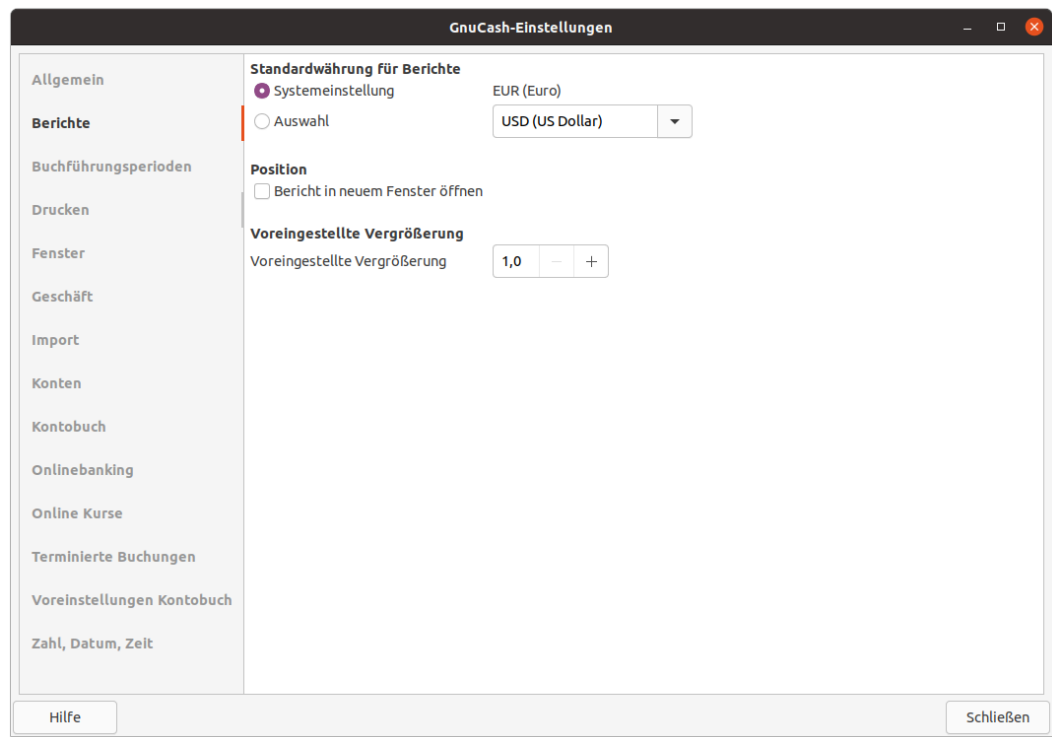 GnuCash-Einstellungen
Allgemein
Berichte
Buchführungsperioden
Drucken
Fenster
Geschäft
Import
Konten
Kontobuch
Onlinebanking
Online Kurse
Terminierte Buchungen
Voreinstellungen Kontobuch
Zahl, Datum, Zeit
Standardwährung für Berichte
Systemeinstellung EUR (Euro)
Auswahl USD (US Dollar)
Position
Bericht in neuem Fenster öffnen
Voreingestellte Vergrößerung
Voreingestellte Vergrößerung 1,0 − +
Hilfe Schließen